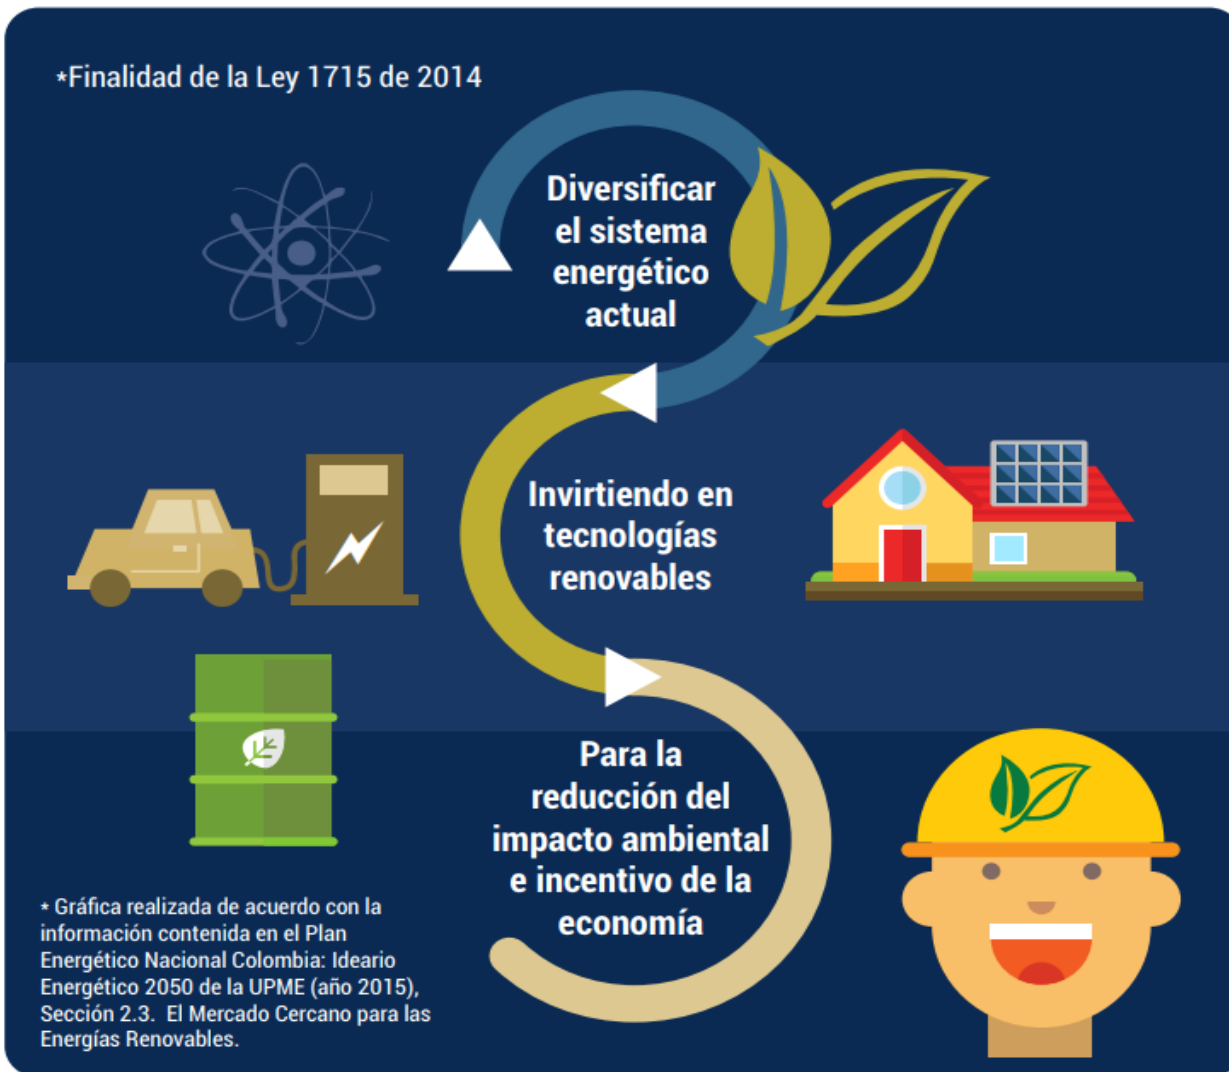 *Finalidad de la Ley 1715 de 2014
Diversificar
el sistema
energético
actual
Invirtiendo en
tecnologías
renovables
Para la
reducción del
impacto ambiental
e incentivo de la
economía
* Gráfica realizada de acuerdo con la
información contenida en el Plan
Energético Nacional Colombia: Ideario
Energético 2050 de la UPME (año 2015),
Sección 2.3.  El Mercado Cercano para las
Energías Renovables.